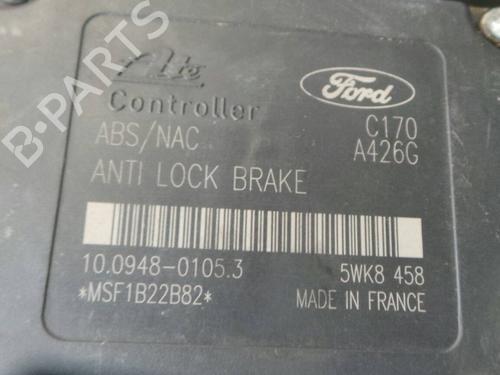 B-PARTS
Ate
Controller
Ford
ABS/NAC
C170
A426G
ANTI LOCK BRAKE
10.0948-0105.3
5WK8 458
*MSF1B22B82*
MADE IN FRANCE